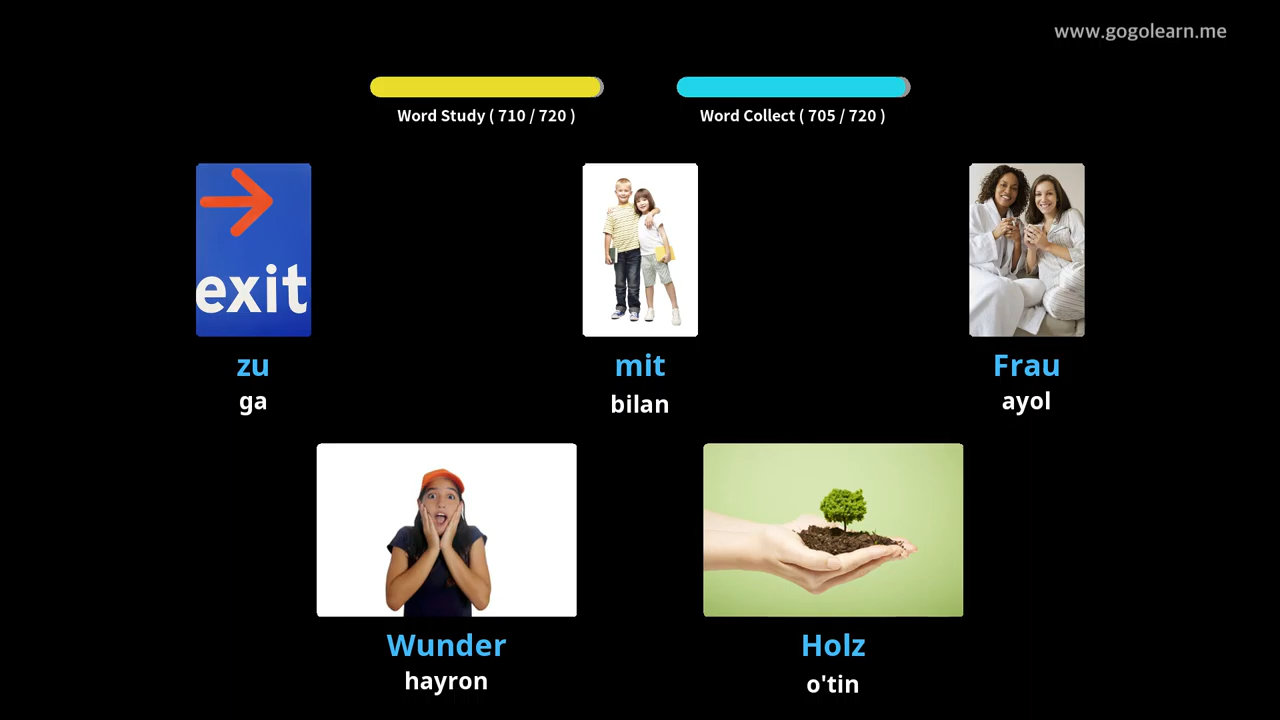 www.gogolearn.me
Word Study ( 710 / 720 )
Word Collect ( 705 / 720 )
exit
zu
mit
Frau
ga
bilan
ayol
Wunder
Holz
hayron
o'tin